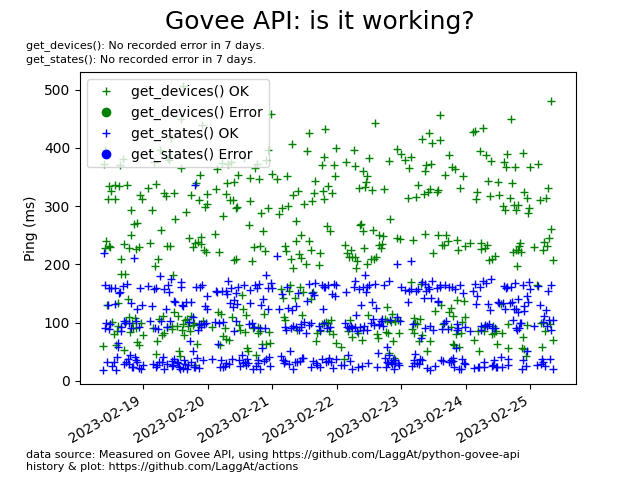 Govee API: is it working?
get_devices(): No recorded error in 7 days.
get_states(): No recorded error in 7 days.
get_devices() OK
get_devices() Error
get_states() OK
get_states() Error
Ping (ms)
500
400
300
200
100
0
2023-02-19
2023-02-20
2023-02-21
2023-02-22
2023-02-23
2023-02-24
2023-02-25
data source: Measured on Govee API, using https://github.com/LaggAt/python-govee-api
history & plot: https://github.com/LaggAt/actions